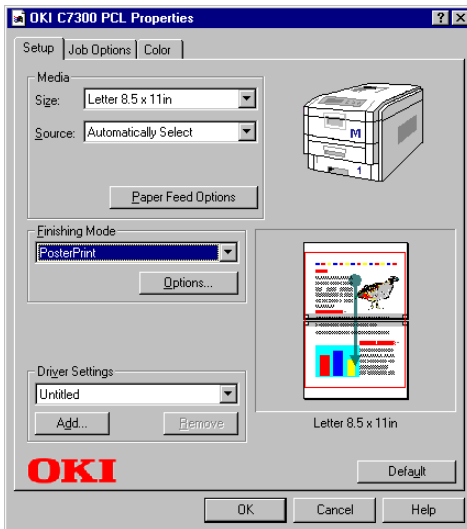 OKI C7300 PCL Properties
Setup
Job Options
Color
Media
Size:
Letter 8.5 x 11in
Source:
Automatically Select
M
1
Paper Feed Options
Finishing Mode
PosterPrint
Options...
Driver Settings
Untitled
Add...
Remove
Letter 8.5 x 11in
OKI
Default
OK
Cancel
Help